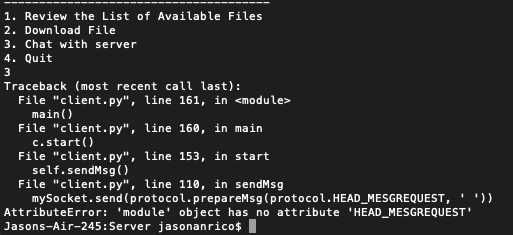 ------------------------------------
1. Review the List of Available Files
2. Download File
3. Chat with server
4. Quit
3
Traceback (most recent call last):
  File "client.py", line 161, in <module>
    main()
  File "client.py", line 160, in main
    c.start()
  File "client.py", line 153, in start
    self.sendMsg()
  File "client.py", line 110, in sendMsg
    mySocket.send(protocol.prepareMsg(protocol.HEAD_MESGREQUEST, ' '))
AttributeError: 'module' object has no attribute 'HEAD_MESGREQUEST'
Jasons-Air-245:Server jasonanrico$